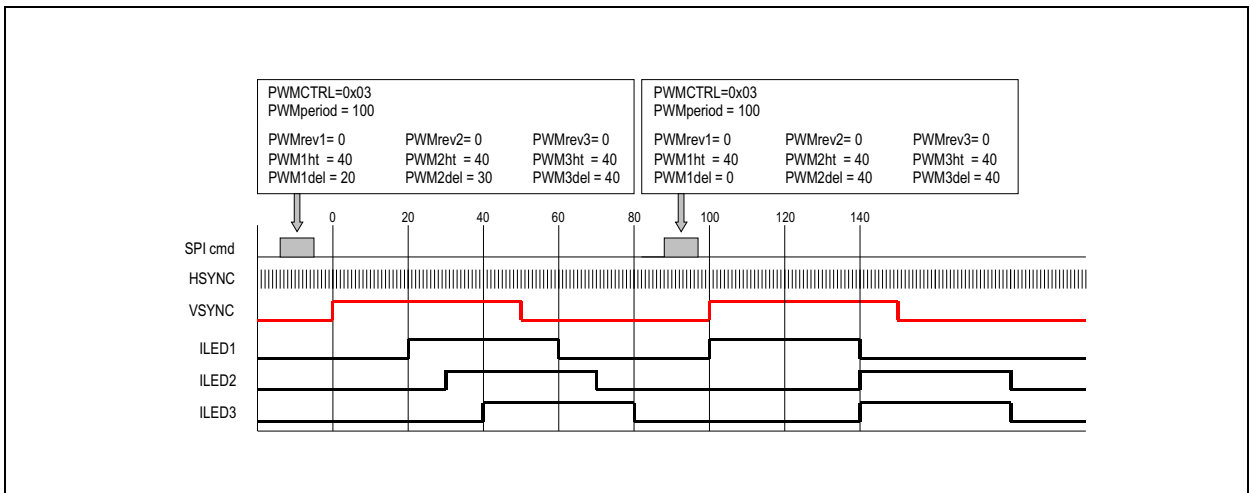 PWMCTRL=0x03
PWMperiod = 100
PWMrev1= 0 PWMrev2= 0 PWMrev3= 0
PWM1ht = 40 PWM2ht = 40 PWM3ht = 40
PWM1del = 20 PWM2del = 30 PWM3del = 40
PWMCTRL=0x03
PWMperiod = 100
PWMrev1= 0 PWMrev2= 0 PWMrev3= 0
PWM1ht = 40 PWM2ht = 40 PWM3ht = 40
PWM1del = 0 PWM2del = 40 PWM3del = 40
0 20 40 60 80 100 120 140
SPI cmd
HSYNC
VSYNC
ILED1
ILED2
ILED3